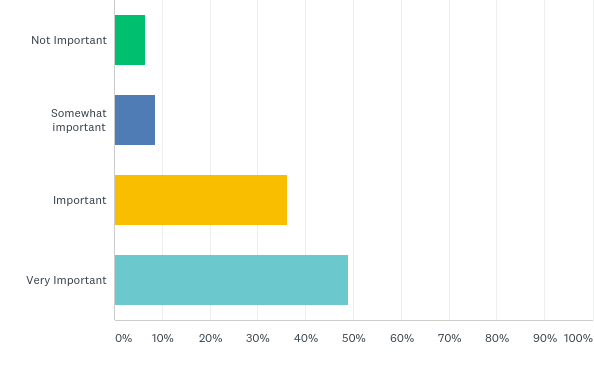 Not Important
Somewhat
important
Important
Very Important
0% 10% 20% 30% 40% 50% 60% 70% 80% 90% 100%